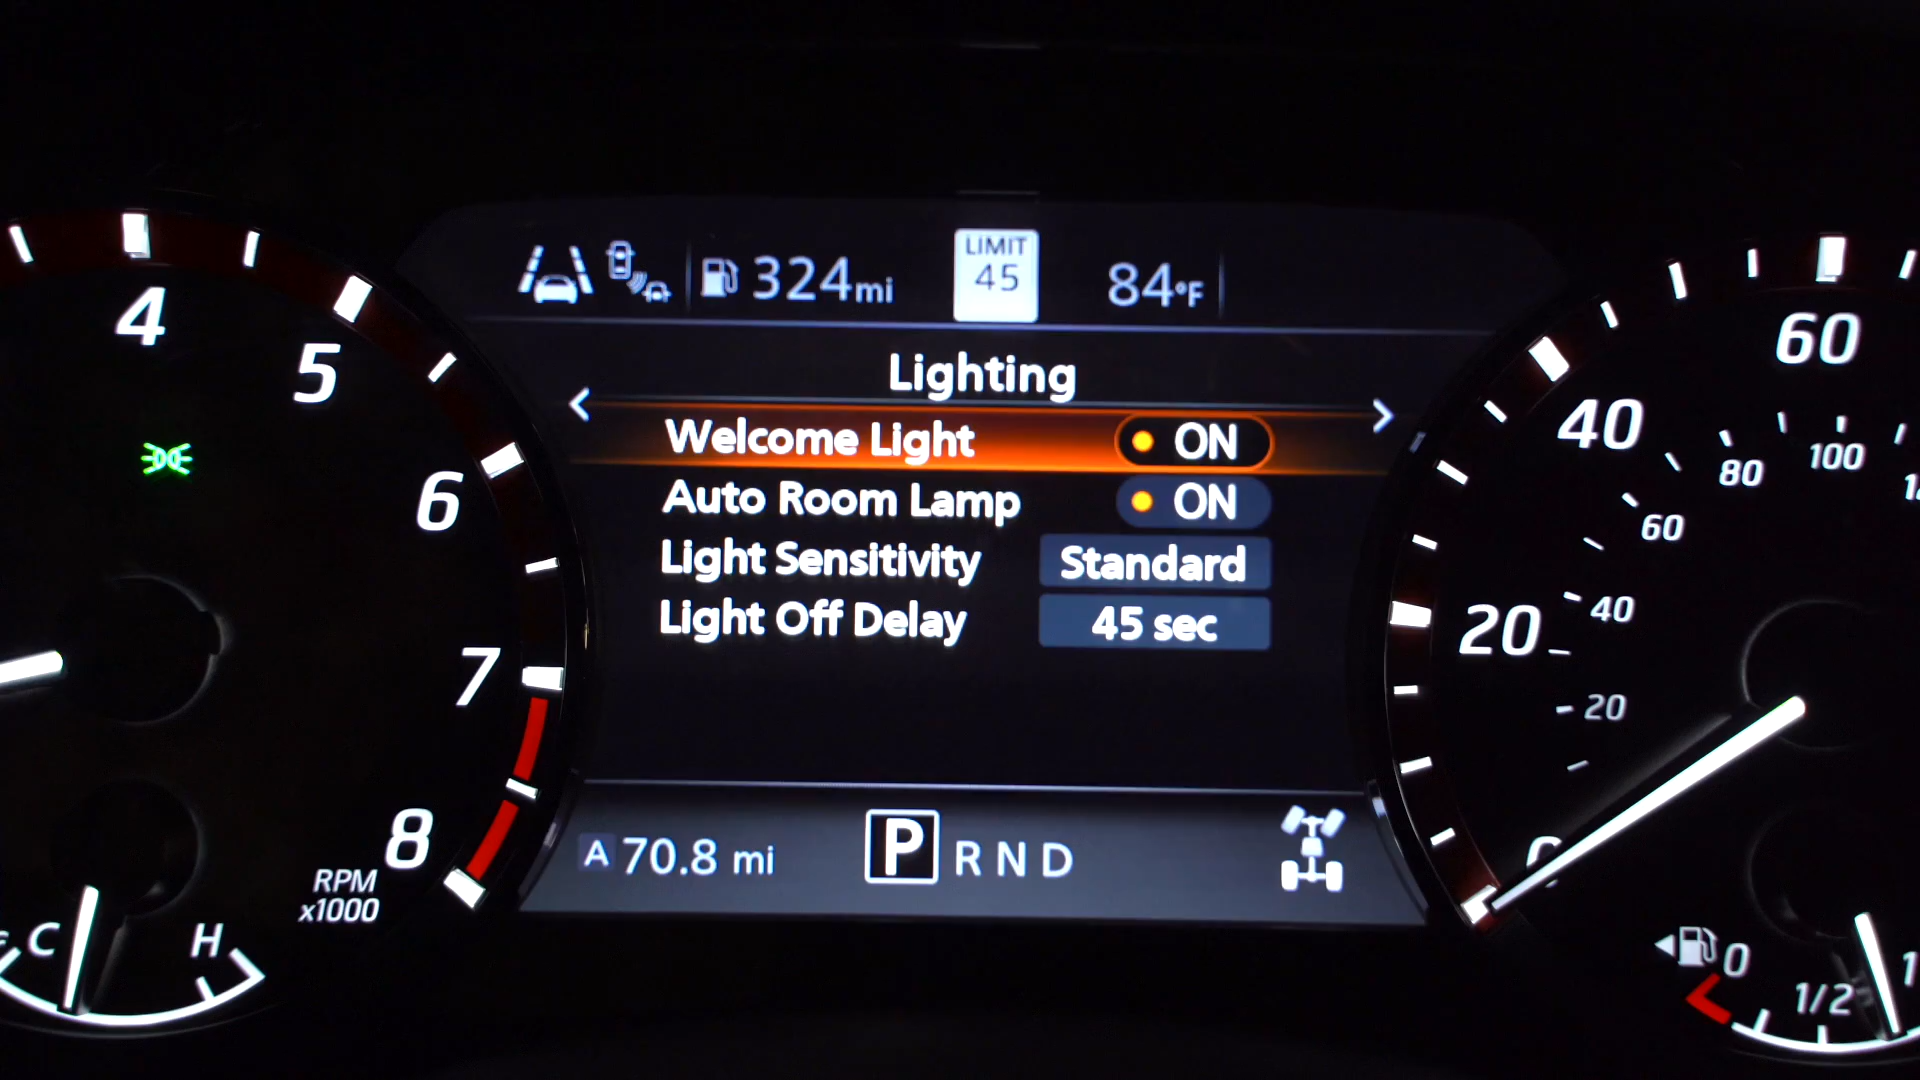 324mi
LIMIT
45
84°F
Lighting
Welcome Light ON
Auto Room Lamp ON
Light Sensitivity Standard
Light Off Delay 45 sec
A 70.8 mi
P R N D
4
5
6
7
8
RPM
x1000
C H
0
20
40
60
20
40
60
80
100
0 1/2